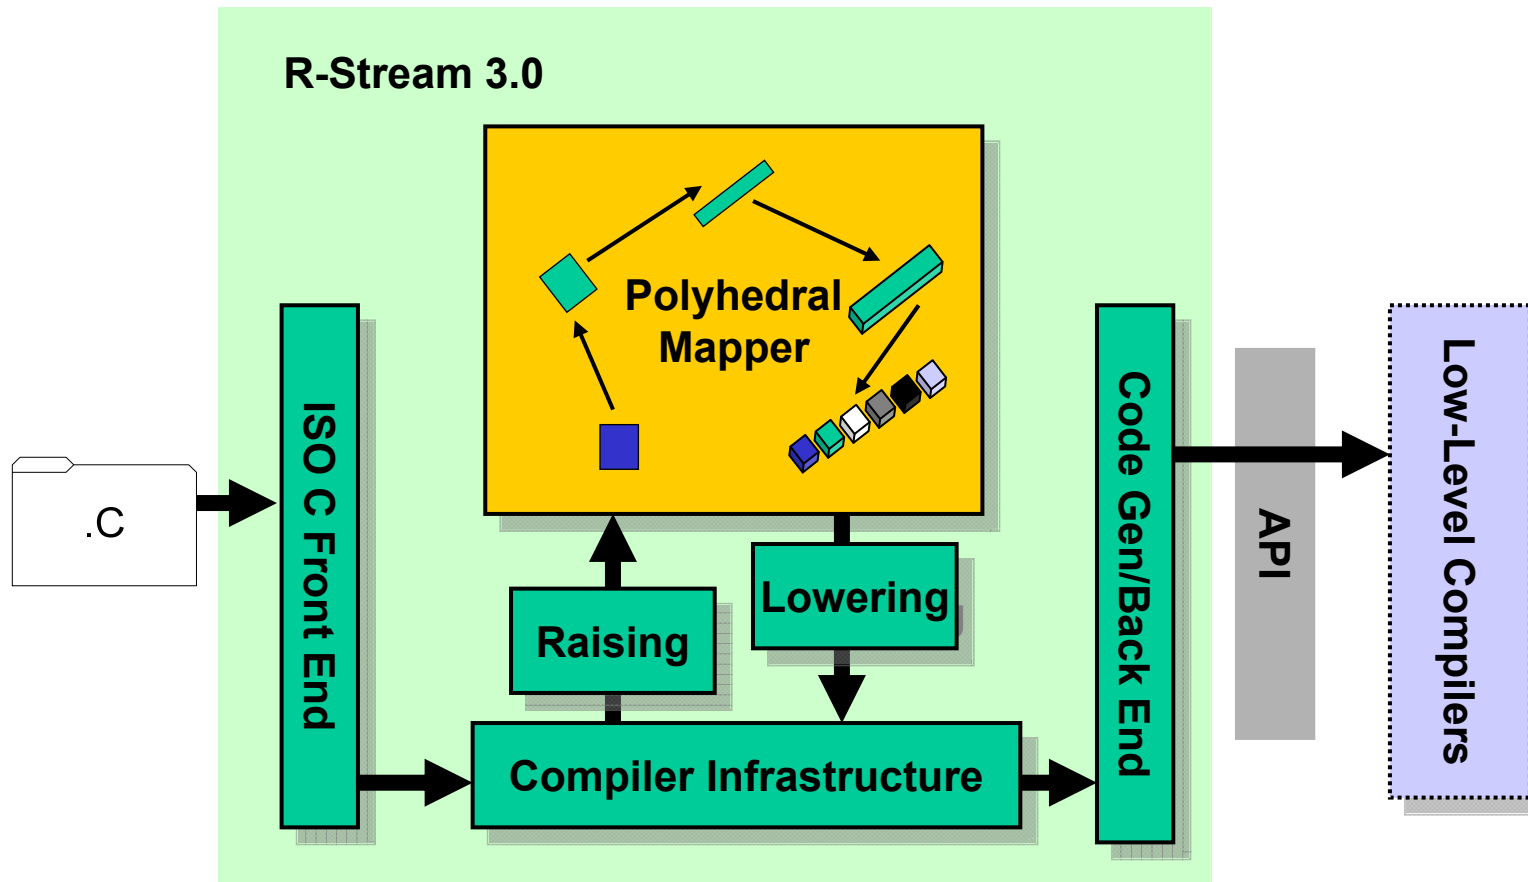 R-Stream 3.0
Polyhedral
Mapper
.C
ISO C Front End
Raising
Lowering
Compiler Infrastructure
Code Gen/Back End
API
Low-Level Compilers